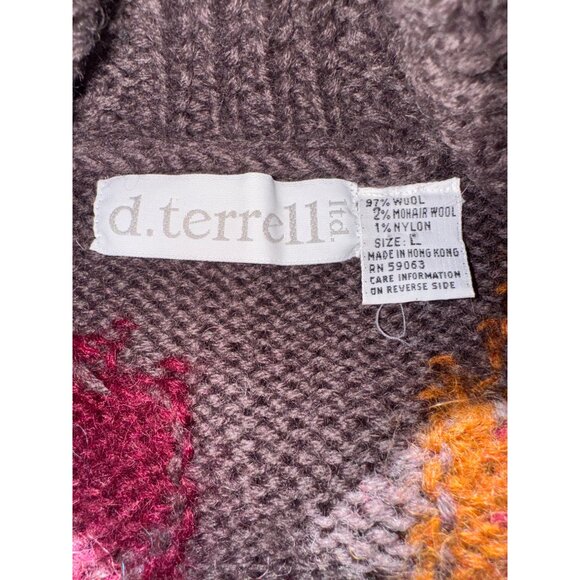 d.terrell ltd.
97% WOOL
2% MOHAIR WOOL
1% NYLON
SIZE: L
MADE IN HONG KONG
RN 59063
CARE INFORMATION
ON REVERSE SIDE